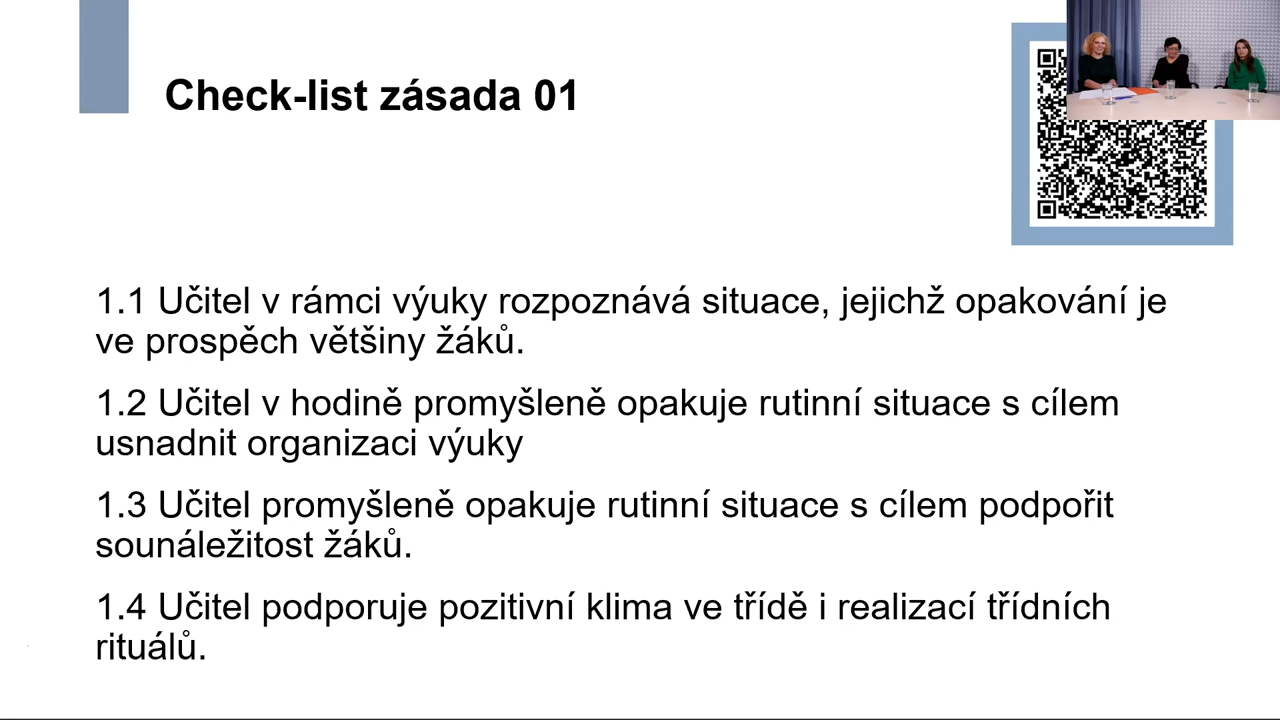 Check-list zásada 01
1.1 Učitel v rámci výuky rozpoznává situace, jejichž opakování je
ve prospěch většiny žáků.
1.2 Učitel v hodině promyšleně opakuje rutinní situace s cílem
usnadnit organizaci výuky
1.3 Učitel promyšleně opakuje rutinní situace s cílem podpořit
sounáležitost žáků.
1.4 Učitel podporuje pozitivní klima ve třídě i realizací třídních
rituálů.